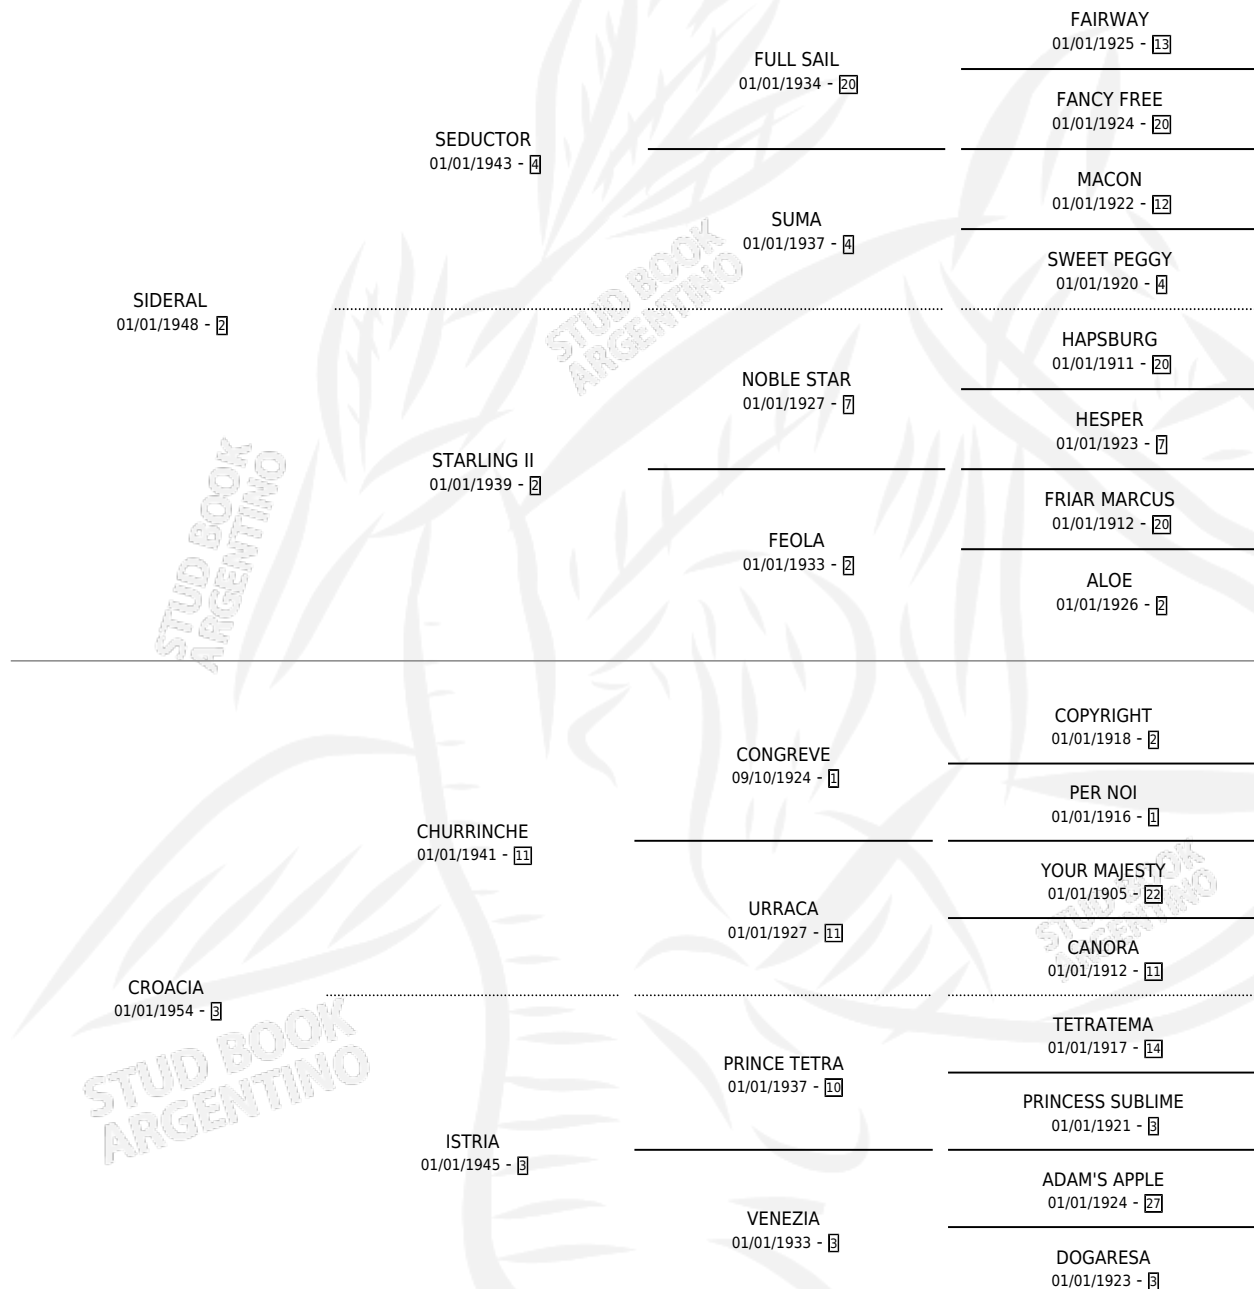 SIDERAL
01/01/1948 - 2
SEDUCTOR
01/01/1943 - 4
FULL SAIL
01/01/1934 - 20
FAIRWAY
01/01/1925 - 13
FANCY FREE
01/01/1924 - 20
SUMA
01/01/1937 - 4
MACON
01/01/1922 - 12
SWEET PEGGY
01/01/1920 - 4
STARLING II
01/01/1939 - 2
NOBLE STAR
01/01/1927 - 7
HAPSBURG
01/01/1911 - 20
HESPER
01/01/1923 - 7
FEOLA
01/01/1933 - 2
FRIAR MARCUS
01/01/1912 - 20
ALOE
01/01/1926 - 2
CROACIA
01/01/1954 - 3
CHURRINCHE
01/01/1941 - 11
CONGREVE
09/10/1924 - 1
COPYRIGHT
01/01/1918 - 2
PER NOI
01/01/1916 - 1
URRACA
01/01/1927 - 11
YOUR MAJESTY
01/01/1905 - 22
CANORA
01/01/1912 - 11
ISTRIA
01/01/1945 - 3
PRINCE TETRA
01/01/1937 - 10
TETRATEMA
01/01/1917 - 14
PRINCESS SUBLIME
01/01/1921 - 3
VENEZIA
01/01/1933 - 3
ADAM'S APPLE
01/01/1924 - 27
DOGARESA
01/01/1923 - 3
STUD BOOK
ARGENTINO
STUD BOOK
ARGENTINO
STUD BOOK
ARGENTINO
STUD BOOK
ARGENTINO